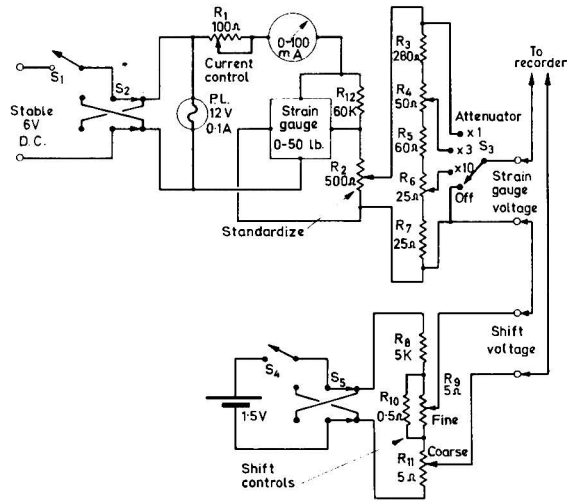 R1
100Ω
Current control
0-100
mA
S1
S2
Stable
6V
D.C.
P.L.
12V
0·1A
Strain
gauge
0-50 lb.
R12
60K
R2
500Ω
Standardize
R3
280Ω
R4
50Ω
R5
60Ω
R6
25Ω
R7
25Ω
Attenuator
x 1
x 3
S3
x10
Off
To
recorder
Strain gauge
voltage
Shift
voltage
S4
S5
1·5V
R8
5K
R9
5Ω
R10
0·5Ω
Fine
Coarse
R11
5Ω
Shift
controls